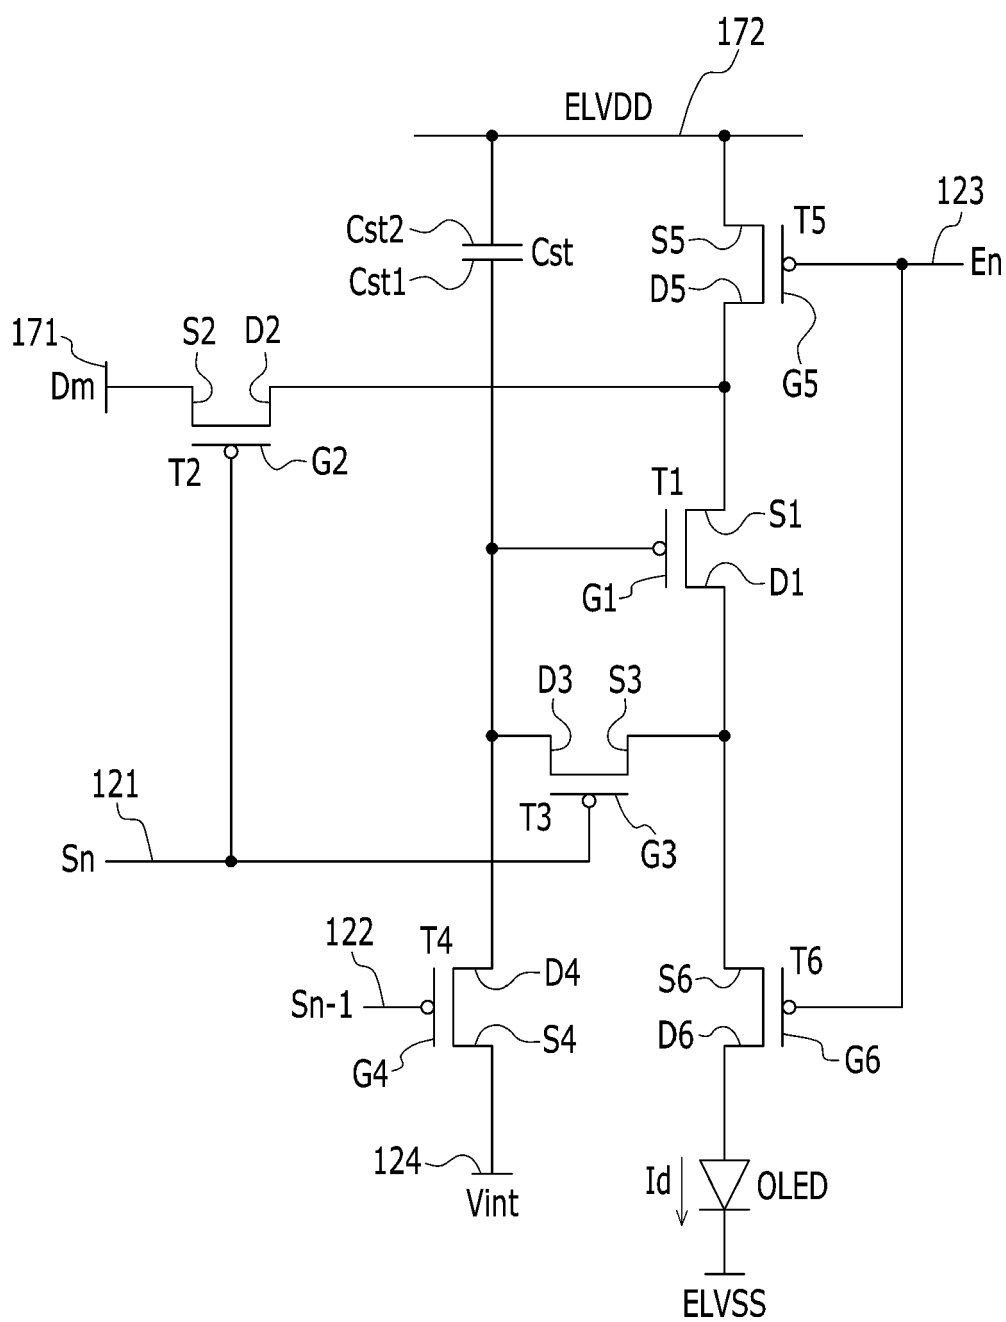 172
ELVDD
123
T5
Cst2
S5
Cst
En
Cst1
D5
171
S2
D2
Dm
G5
T2
G2
T1
S1
G1
D1
D3
S3
121
T3
Sn
G3
122
T4
D4
S6
T6
Sn-1
S4
D6
G4
G6
124
Id
OLED
Vint
ELVSS